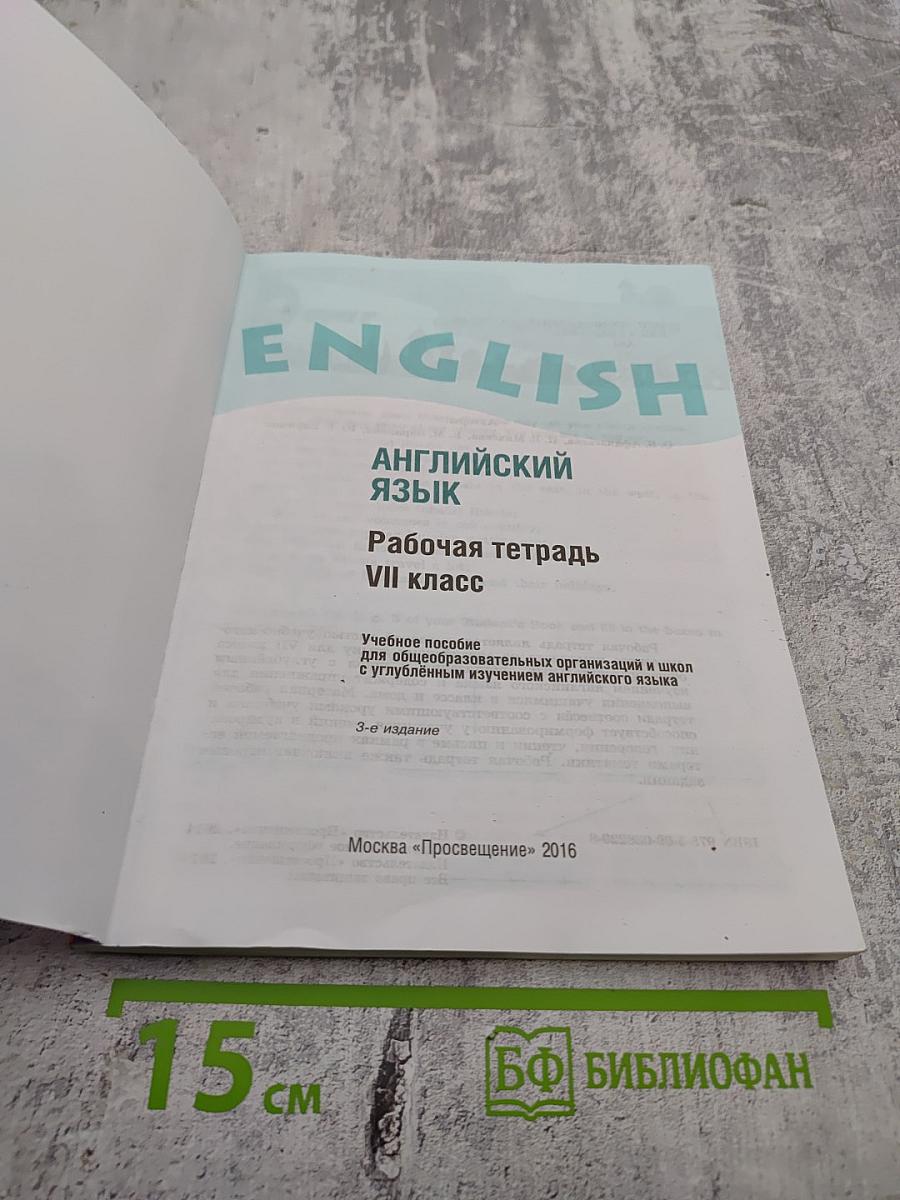 ENGLISH
АНГЛИЙСКИЙ
ЯЗЫК
Рабочая тетрадь
VII класс
Учебное пособие
для общеобразовательных организаций и школ
с углублённым изучением английского языка
3-е издание
Москва «Просвещение» 2016
15 см
БФ БИБЛИОФАН